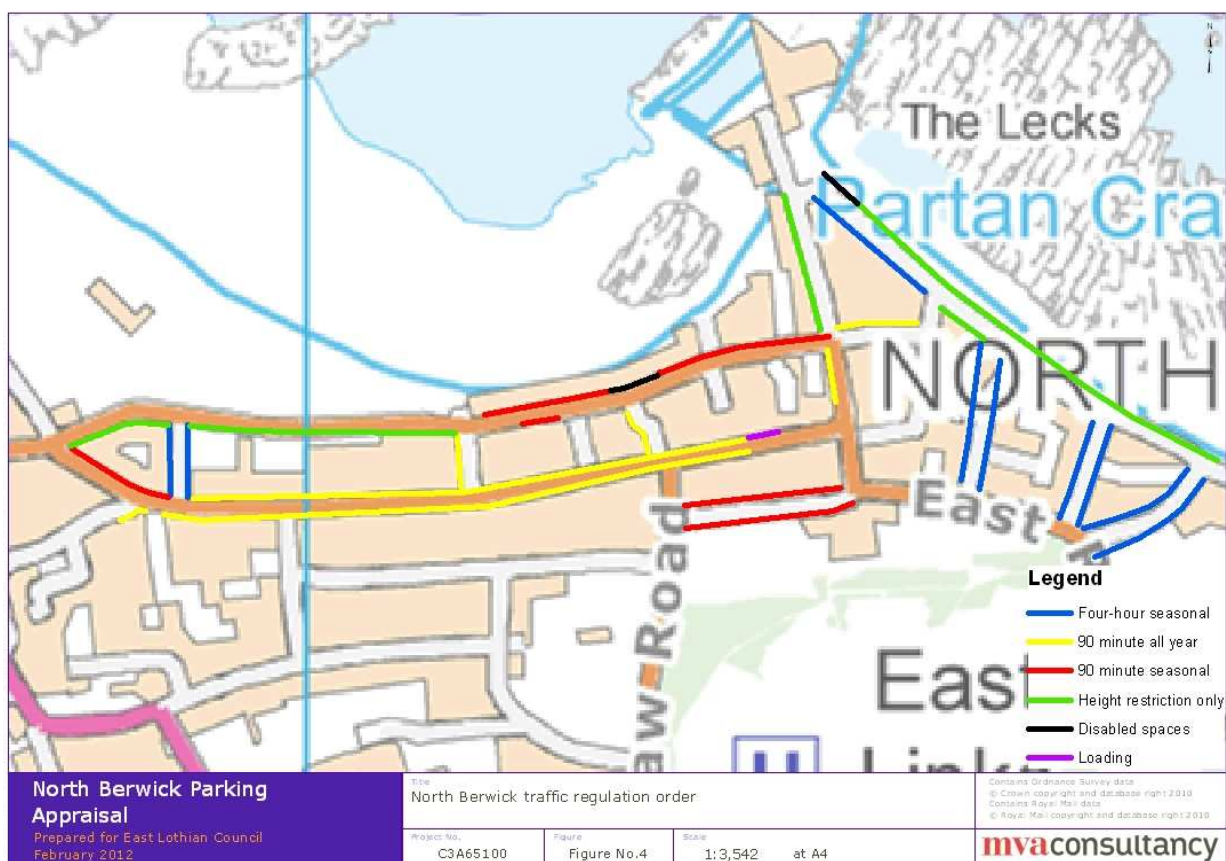 The Lecks
Partan Cra
NORTH
East
aw Road
East
Links
H
N
Legend
Four-hour seasonal
90 minute all year
90 minute seasonal
Height restriction only
Disabled spaces
Loading
North Berwick Parking
Appraisal
Prepared for East Lothian Council
February 2012
Title
North Berwick traffic regulation order
Project No.
C3A65100
Figure
Figure No.4
Scale
1:3,542 at A4
Contains Ordnance Survey data
© Crown copyright and database right 2010
Contains Royal Mail data
© Royal Mail copyright and database right 2010
mvaconsultancy